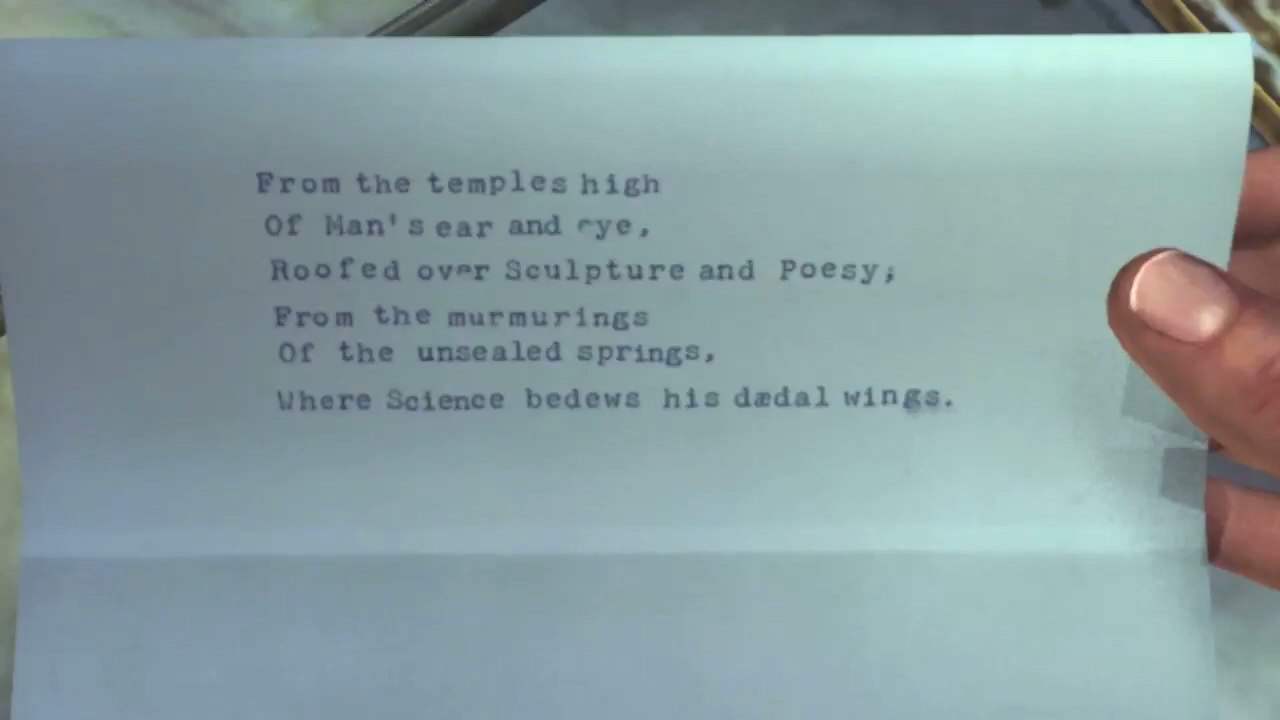 From the temples high
Of Man's ear and eye,
Roofed over Sculpture and Poesy;
From the murmurings
Of the unsealed springs,
Where Science bedews his dædal wings.